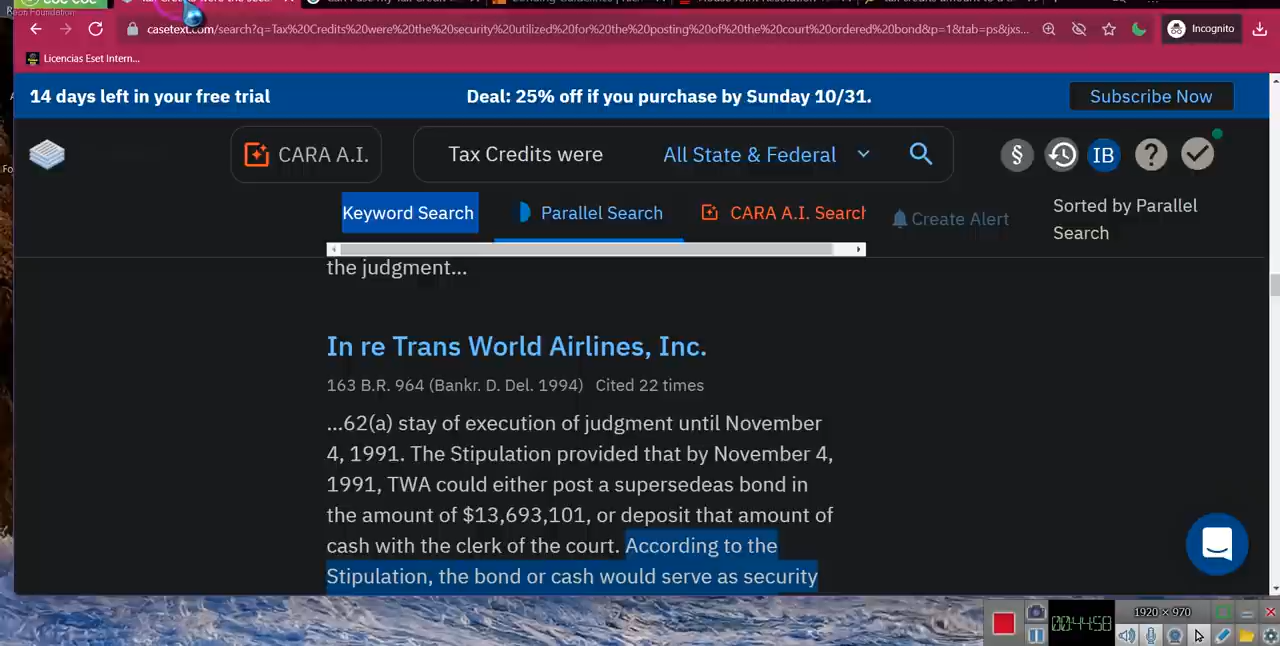 casetext.com/search?q=Tax%20Credits%20were%20the%20security%20utilized%20for%20the%20posting%20of%20the%20court%20ordered%20bond&p=1&tab=ps&jxs...
Incognito
Licencias Eset Intern...
14 days left in your free trial
Deal: 25% off if you purchase by Sunday 10/31.
Subscribe Now
CARA A.I.
Tax Credits were
All State & Federal
§
IB
?
Keyword Search
Parallel Search
CARA A.I. Search
Create Alert
Sorted by Parallel
Search
the judgment...
In re Trans World Airlines, Inc.
163 B.R. 964 (Bankr. D. Del. 1994) Cited 22 times
...62(a) stay of execution of judgment until November
4, 1991. The Stipulation provided that by November 4,
1991, TWA could either post a supersedeas bond in
the amount of $13,693,101, or deposit that amount of
cash with the clerk of the court. According to the
Stipulation, the bond or cash would serve as security
00:44:58
1920 × 970